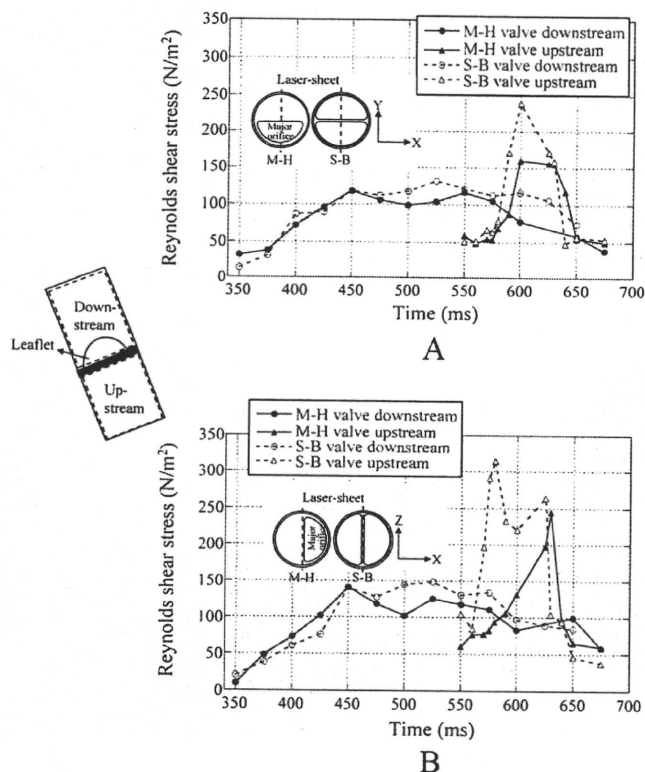 Reynolds shear stress (N/m²)
350
300
250
200
150
100
50
0
M-H valve downstream
M-H valve upstream
S-B valve downstream
S-B valve upstream
Laser-sheet
Major
orifice
M-H
S-B
Y
X
350 400 450 500 550 600 650 700
Time (ms)
A
Down-
stream
Leaflet
Up-
stream
M-H valve downstream
M-H valve upstream
S-B valve downstream
S-B valve upstream
Reynolds shear stress (N/m²)
350
300
250
200
150
100
50
0
Laser-sheet
Major
orifice
M-H
S-B
Z
X
350 400 450 500 550 600 650 700
Time (ms)
B